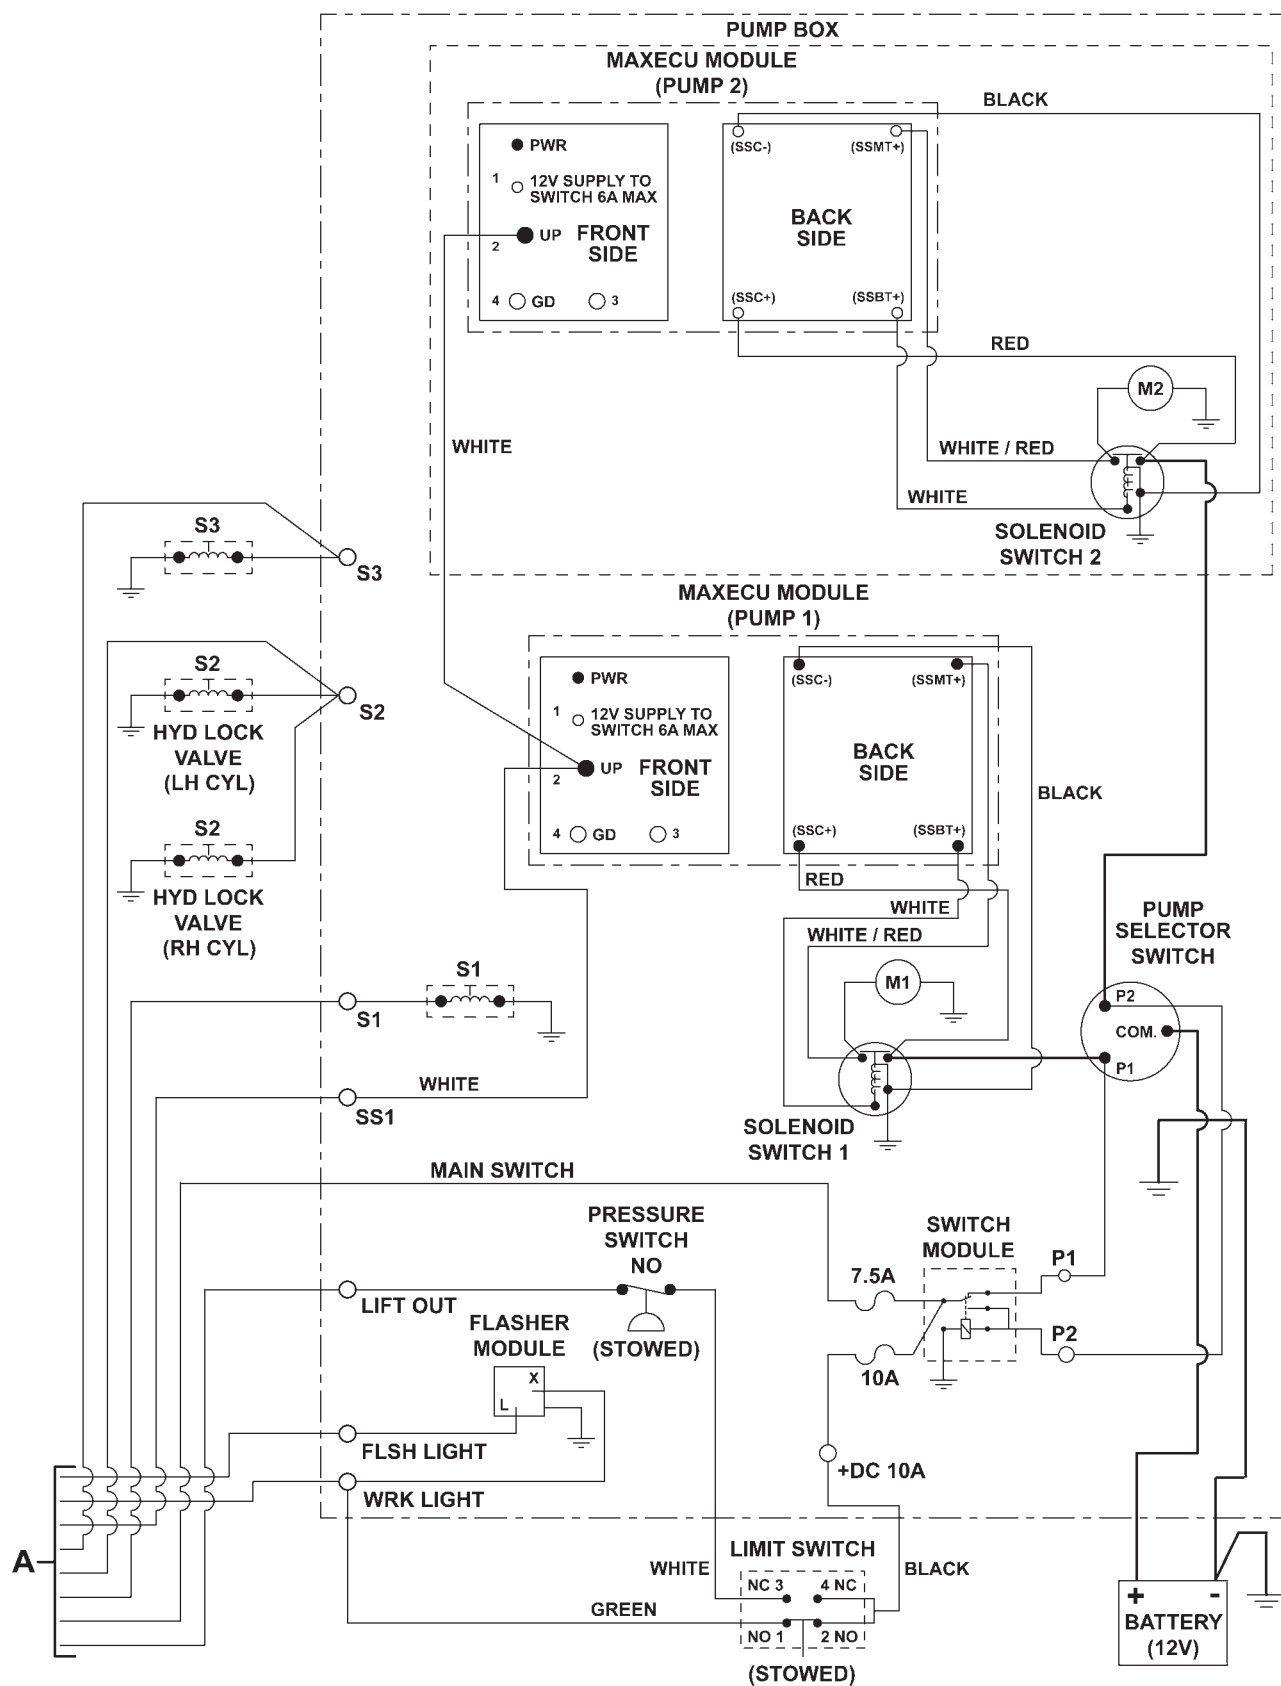 PUMP BOX
MAXECU MODULE
(PUMP 2)
BLACK
PWR
(SSC-)
(SSMT+)
1
12V SUPPLY TO
SWITCH 6A MAX
BACK
SIDE
UP
2
FRONT
SIDE
4
GD
3
(SSC+)
(SSBT+)
RED
M2
WHITE
WHITE / RED
WHITE
SOLENOID
SWITCH 2
S3
S3
MAXECU MODULE
(PUMP 1)
S2
S2
HYD LOCK
VALVE
(LH CYL)
PWR
(SSC-)
(SSMT+)
1
12V SUPPLY TO
SWITCH 6A MAX
BACK
SIDE
UP
2
FRONT
SIDE
BLACK
4
GD
3
(SSC+)
(SSBT+)
S2
HYD LOCK
VALVE
(RH CYL)
RED
WHITE
WHITE / RED
PUMP
SELECTOR
SWITCH
S1
S1
M1
P2
COM.
P1
WHITE
SS1
SOLENOID
SWITCH 1
MAIN SWITCH
PRESSURE
SWITCH
NO
SWITCH
MODULE
P1
7.5A
LIFT OUT
FLASHER
MODULE
(STOWED)
P2
10A
X
L
FLSH LIGHT
+DC 10A
WRK LIGHT
A
WHITE
LIMIT SWITCH
BLACK
NC 3
4 NC
GREEN
NO 1
2 NO
(STOWED)
+
-
BATTERY
(12V)